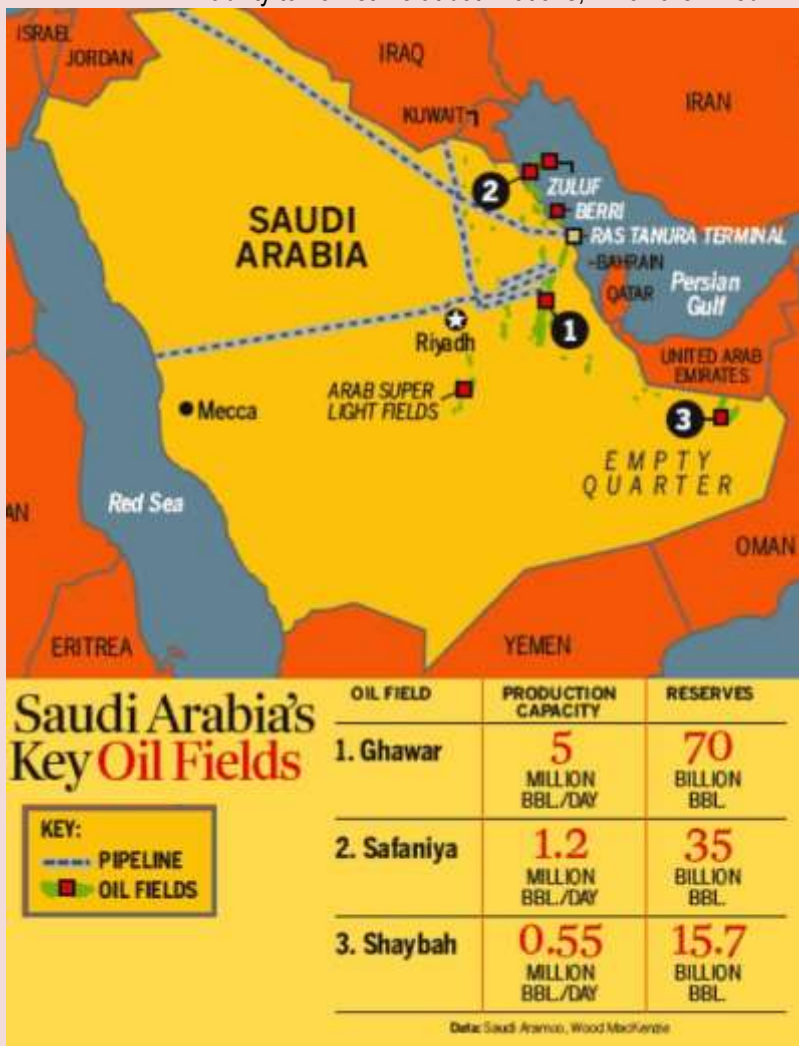 ISRAEL
JORDAN
IRAQ
IRAN
KUWAIT
2
ZULUF
BERRI
RAS TANURA TERMINAL
SAUDI
ARABIA
BAHRAIN
QATAR
Persian
Gulf
1
Riyadh
UNITED ARAB
EMIRATES
ARAB SUPER
LIGHT FIELDS
Mecca
3
EMPTY
QUARTER
Red Sea
AN
OMAN
ERITREA
YEMEN
Saudi Arabia's
Key Oil Fields
KEY:
PIPELINE
OIL FIELDS
OIL FIELD PRODUCTION CAPACITY RESERVES
1. Ghawar 5 MILLION BBL./DAY 70 BILLION BBL.
2. Safaniya 1.2 MILLION BBL./DAY 35 BILLION BBL.
3. Shaybah 0.55 MILLION BBL./DAY 15.7 BILLION BBL.
Data: Saudi Aramco, Wood MacKenzie